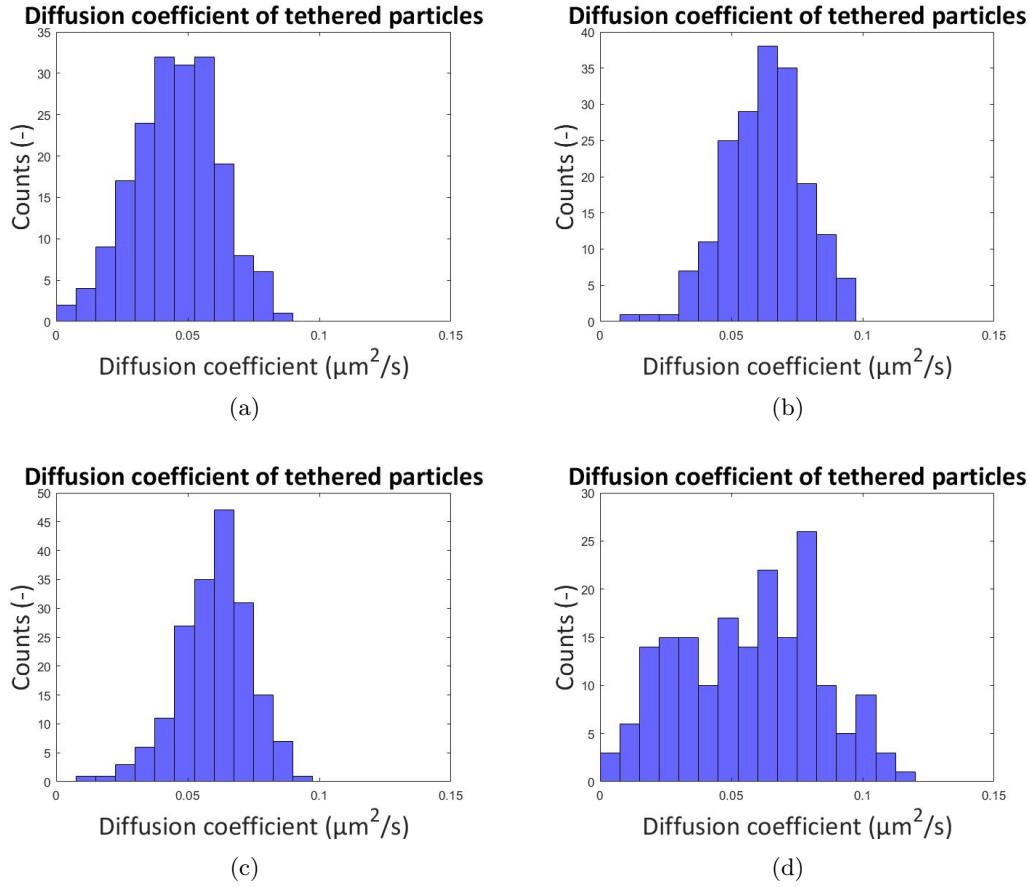 Diffusion coefficient of tethered particles
35
30
25
20
15
10
5
0
Counts (-)
0 0.05 0.1 0.15
Diffusion coefficient (µm²/s)
(a)
Diffusion coefficient of tethered particles
40
35
30
25
20
15
10
5
0
Counts (-)
0 0.05 0.1 0.15
Diffusion coefficient (µm²/s)
(b)
Diffusion coefficient of tethered particles
50
45
40
35
30
25
20
15
10
5
0
Counts (-)
0 0.05 0.1 0.15
Diffusion coefficient (µm²/s)
(c)
Diffusion coefficient of tethered particles
30
25
20
15
10
5
0
Counts (-)
0 0.05 0.1 0.15
Diffusion coefficient (µm²/s)
(d)